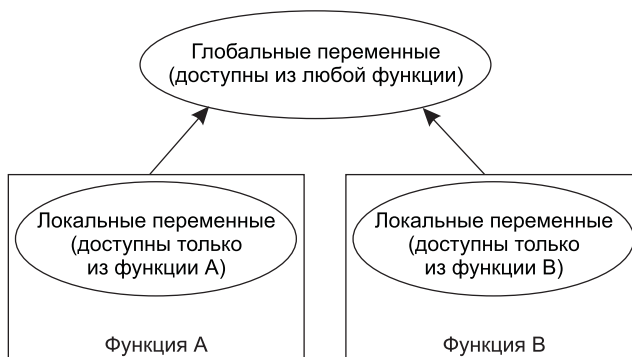 Глобальные переменные
(доступны из любой функции)
Локальные переменные
(доступны только
из функции A)
Функция A
Локальные переменные
(доступны только
из функции B)
Функция B